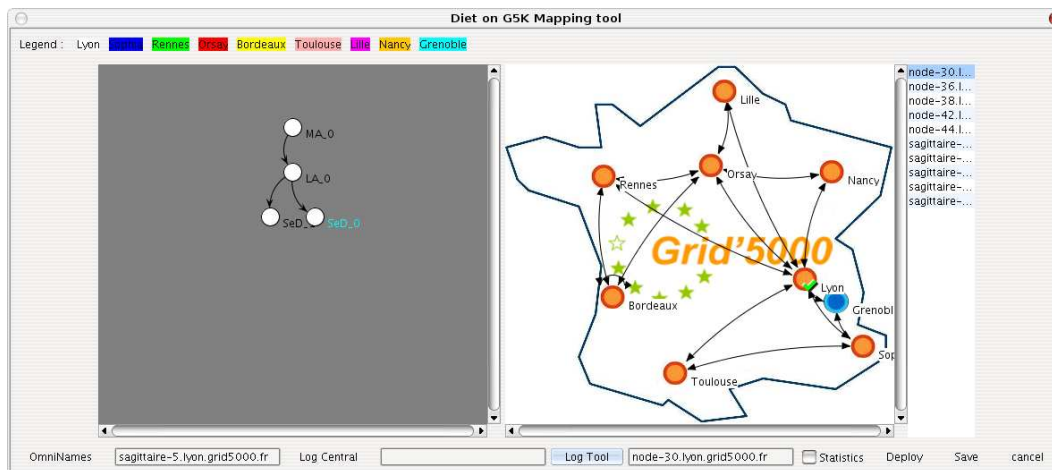 Diet on G5K Mapping tool
Legend : Lyon Rennes Orsay Bordeaux Toulouse Lille Nancy Grenoble
MA_0
LA_0
SeD_
SeD_0
Lille
Rennes
Orsay
Nancy
Grid'5000
Lyon
Bordeaux
Grenobl
Sop
Toulouse
node-30.l...
node-36.l...
node-38.l...
node-42.l...
node-44.l...
sagittaire-...
sagittaire-...
sagittaire-...
sagittaire-...
sagittaire-...
OmniNames sagittaire-5.lyon.grid5000.fr Log Central Log Tool node-30.lyon.grid5000.fr Statistics Deploy Save cancel